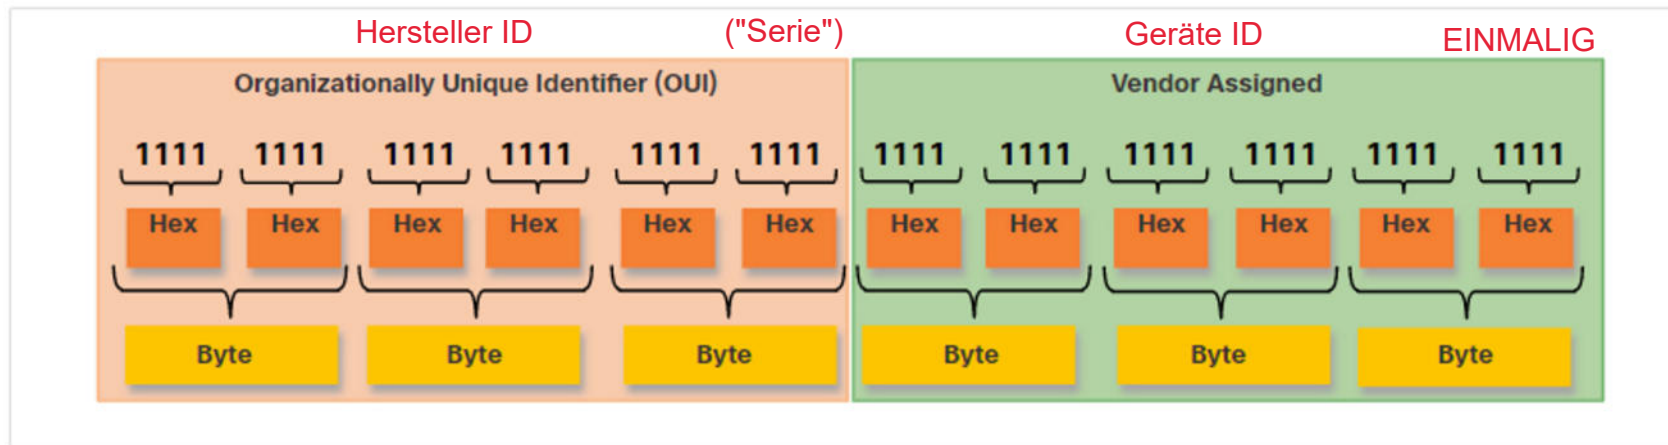 Hersteller ID ("Serie") Geräte ID EINMALIG
Organizationally Unique Identifier (OUI) Vendor Assigned
1111 1111 1111 1111 1111 1111 1111 1111 1111 1111 1111 1111
Hex Hex Hex Hex Hex Hex Hex Hex Hex Hex Hex Hex
Byte Byte Byte Byte Byte Byte